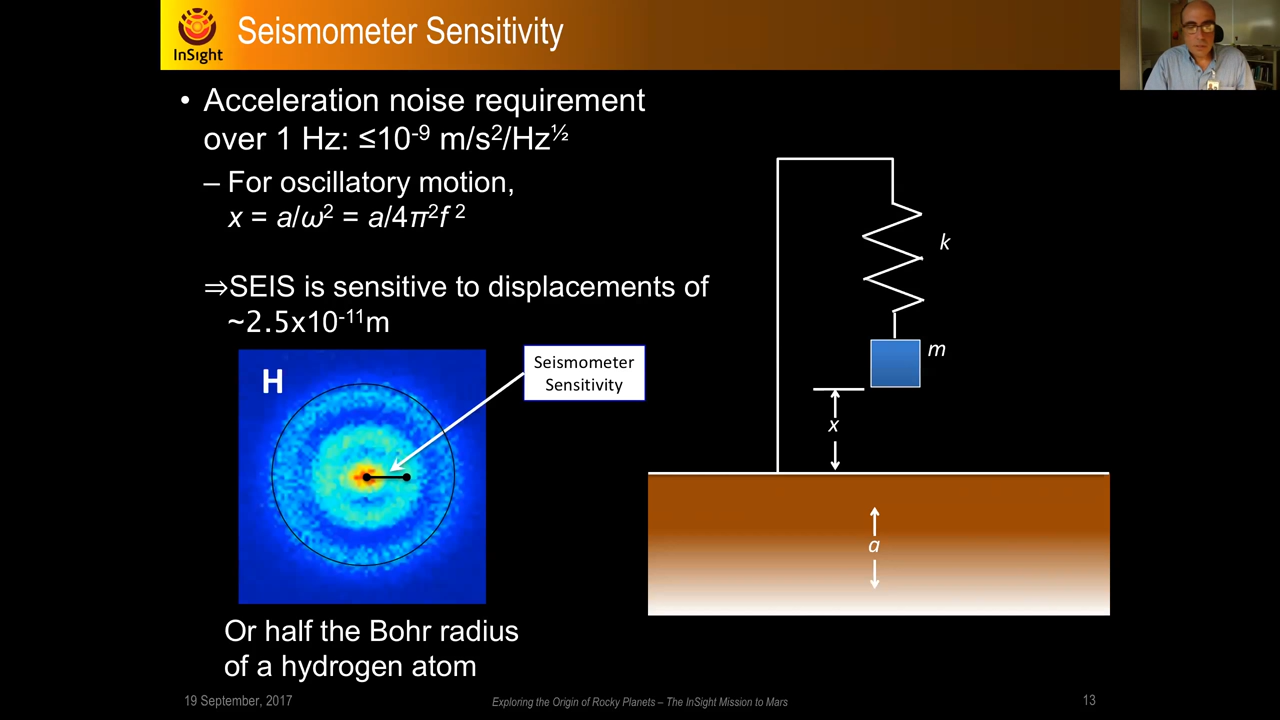 InSight
Seismometer Sensitivity
• Acceleration noise requirement
over 1 Hz: ≤10⁻⁹ m/s²/Hz^½
– For oscillatory motion,
x = a/ω² = a/4π²f ²
⇒SEIS is sensitive to displacements of
~2.5x10⁻¹¹m
H
Seismometer
Sensitivity
Or half the Bohr radius
of a hydrogen atom
k
m
x
a
19 September, 2017
Exploring the Origin of Rocky Planets – The InSight Mission to Mars
13